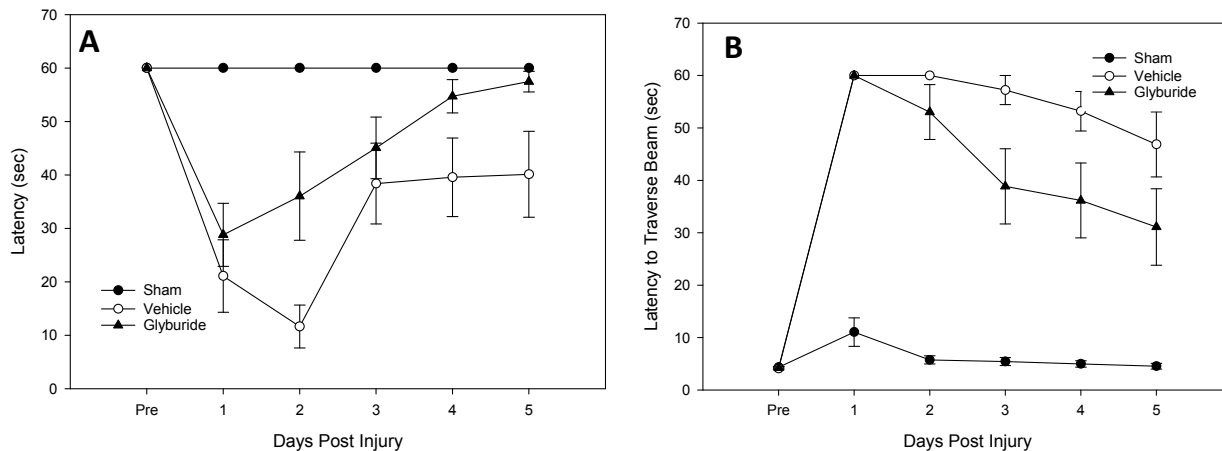 A
70
60
50
40
30
20
10
0
Latency (sec)
Sham
Vehicle
Glyburide
Pre 1 2 3 4 5
Days Post Injury
B
70
60
50
40
30
20
10
0
Latency to Traverse Beam (sec)
Sham
Vehicle
Glyburide
Pre 1 2 3 4 5
Days Post Injury